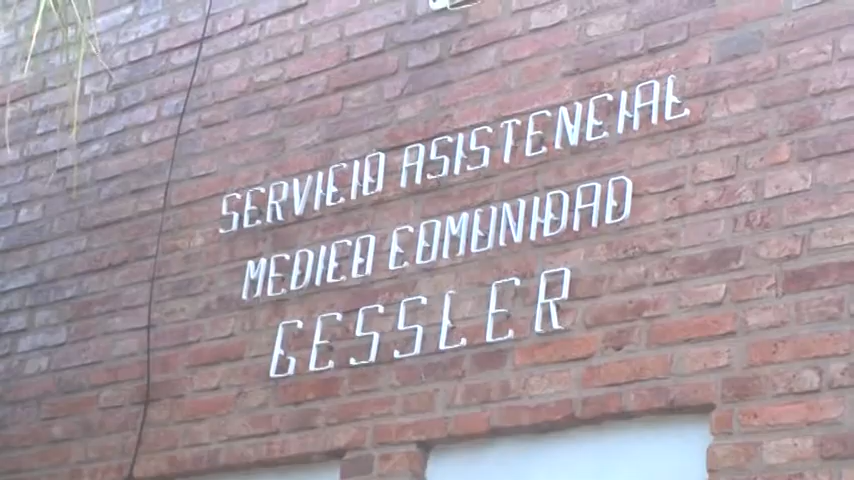 SERVICIO ASISTENCIAL
MEDICO COMUNIDAD
GESSLER